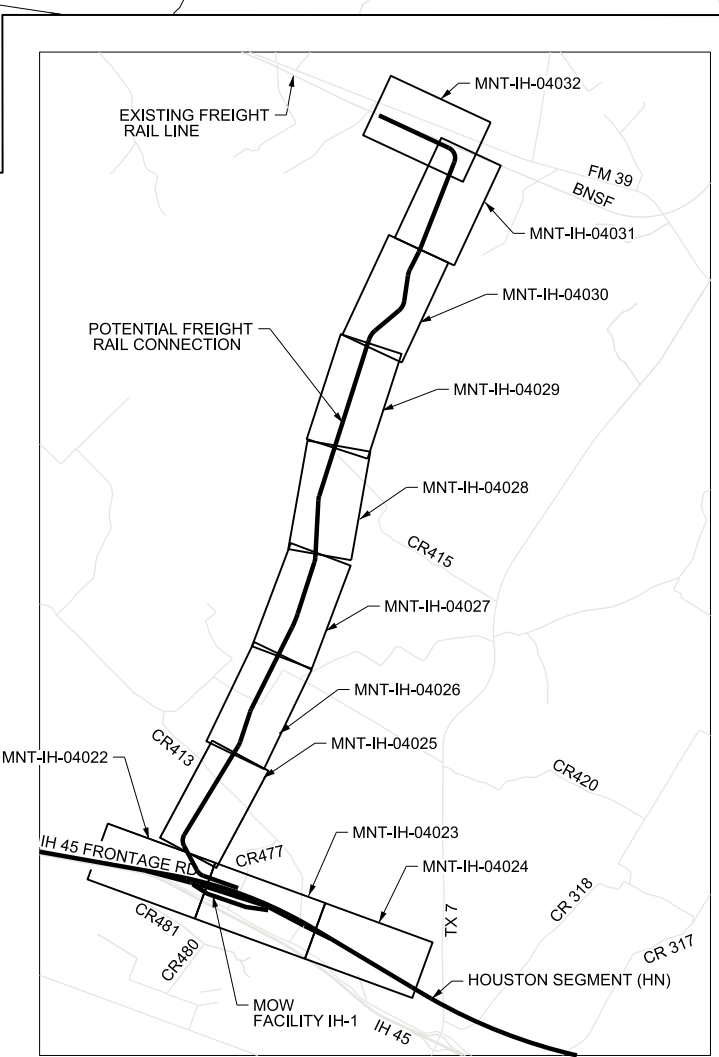 MNT-IH-04032
EXISTING FREIGHT
RAIL LINE
FM 39
BNSF
MNT-IH-04031
MNT-IH-04030
POTENTIAL FREIGHT
RAIL CONNECTION
MNT-IH-04029
MNT-IH-04028
CR415
MNT-IH-04027
MNT-IH-04026
CR413
MNT-IH-04025
MNT-IH-04022
CR420
MNT-IH-04023
IH 45 FRONTAGE RD
CR477
MNT-IH-04024
CR 318
CR481
TX 7
CR 317
CR480
HOUSTON SEGMENT (HN)
MOW
FACILITY IH-1
IH 45